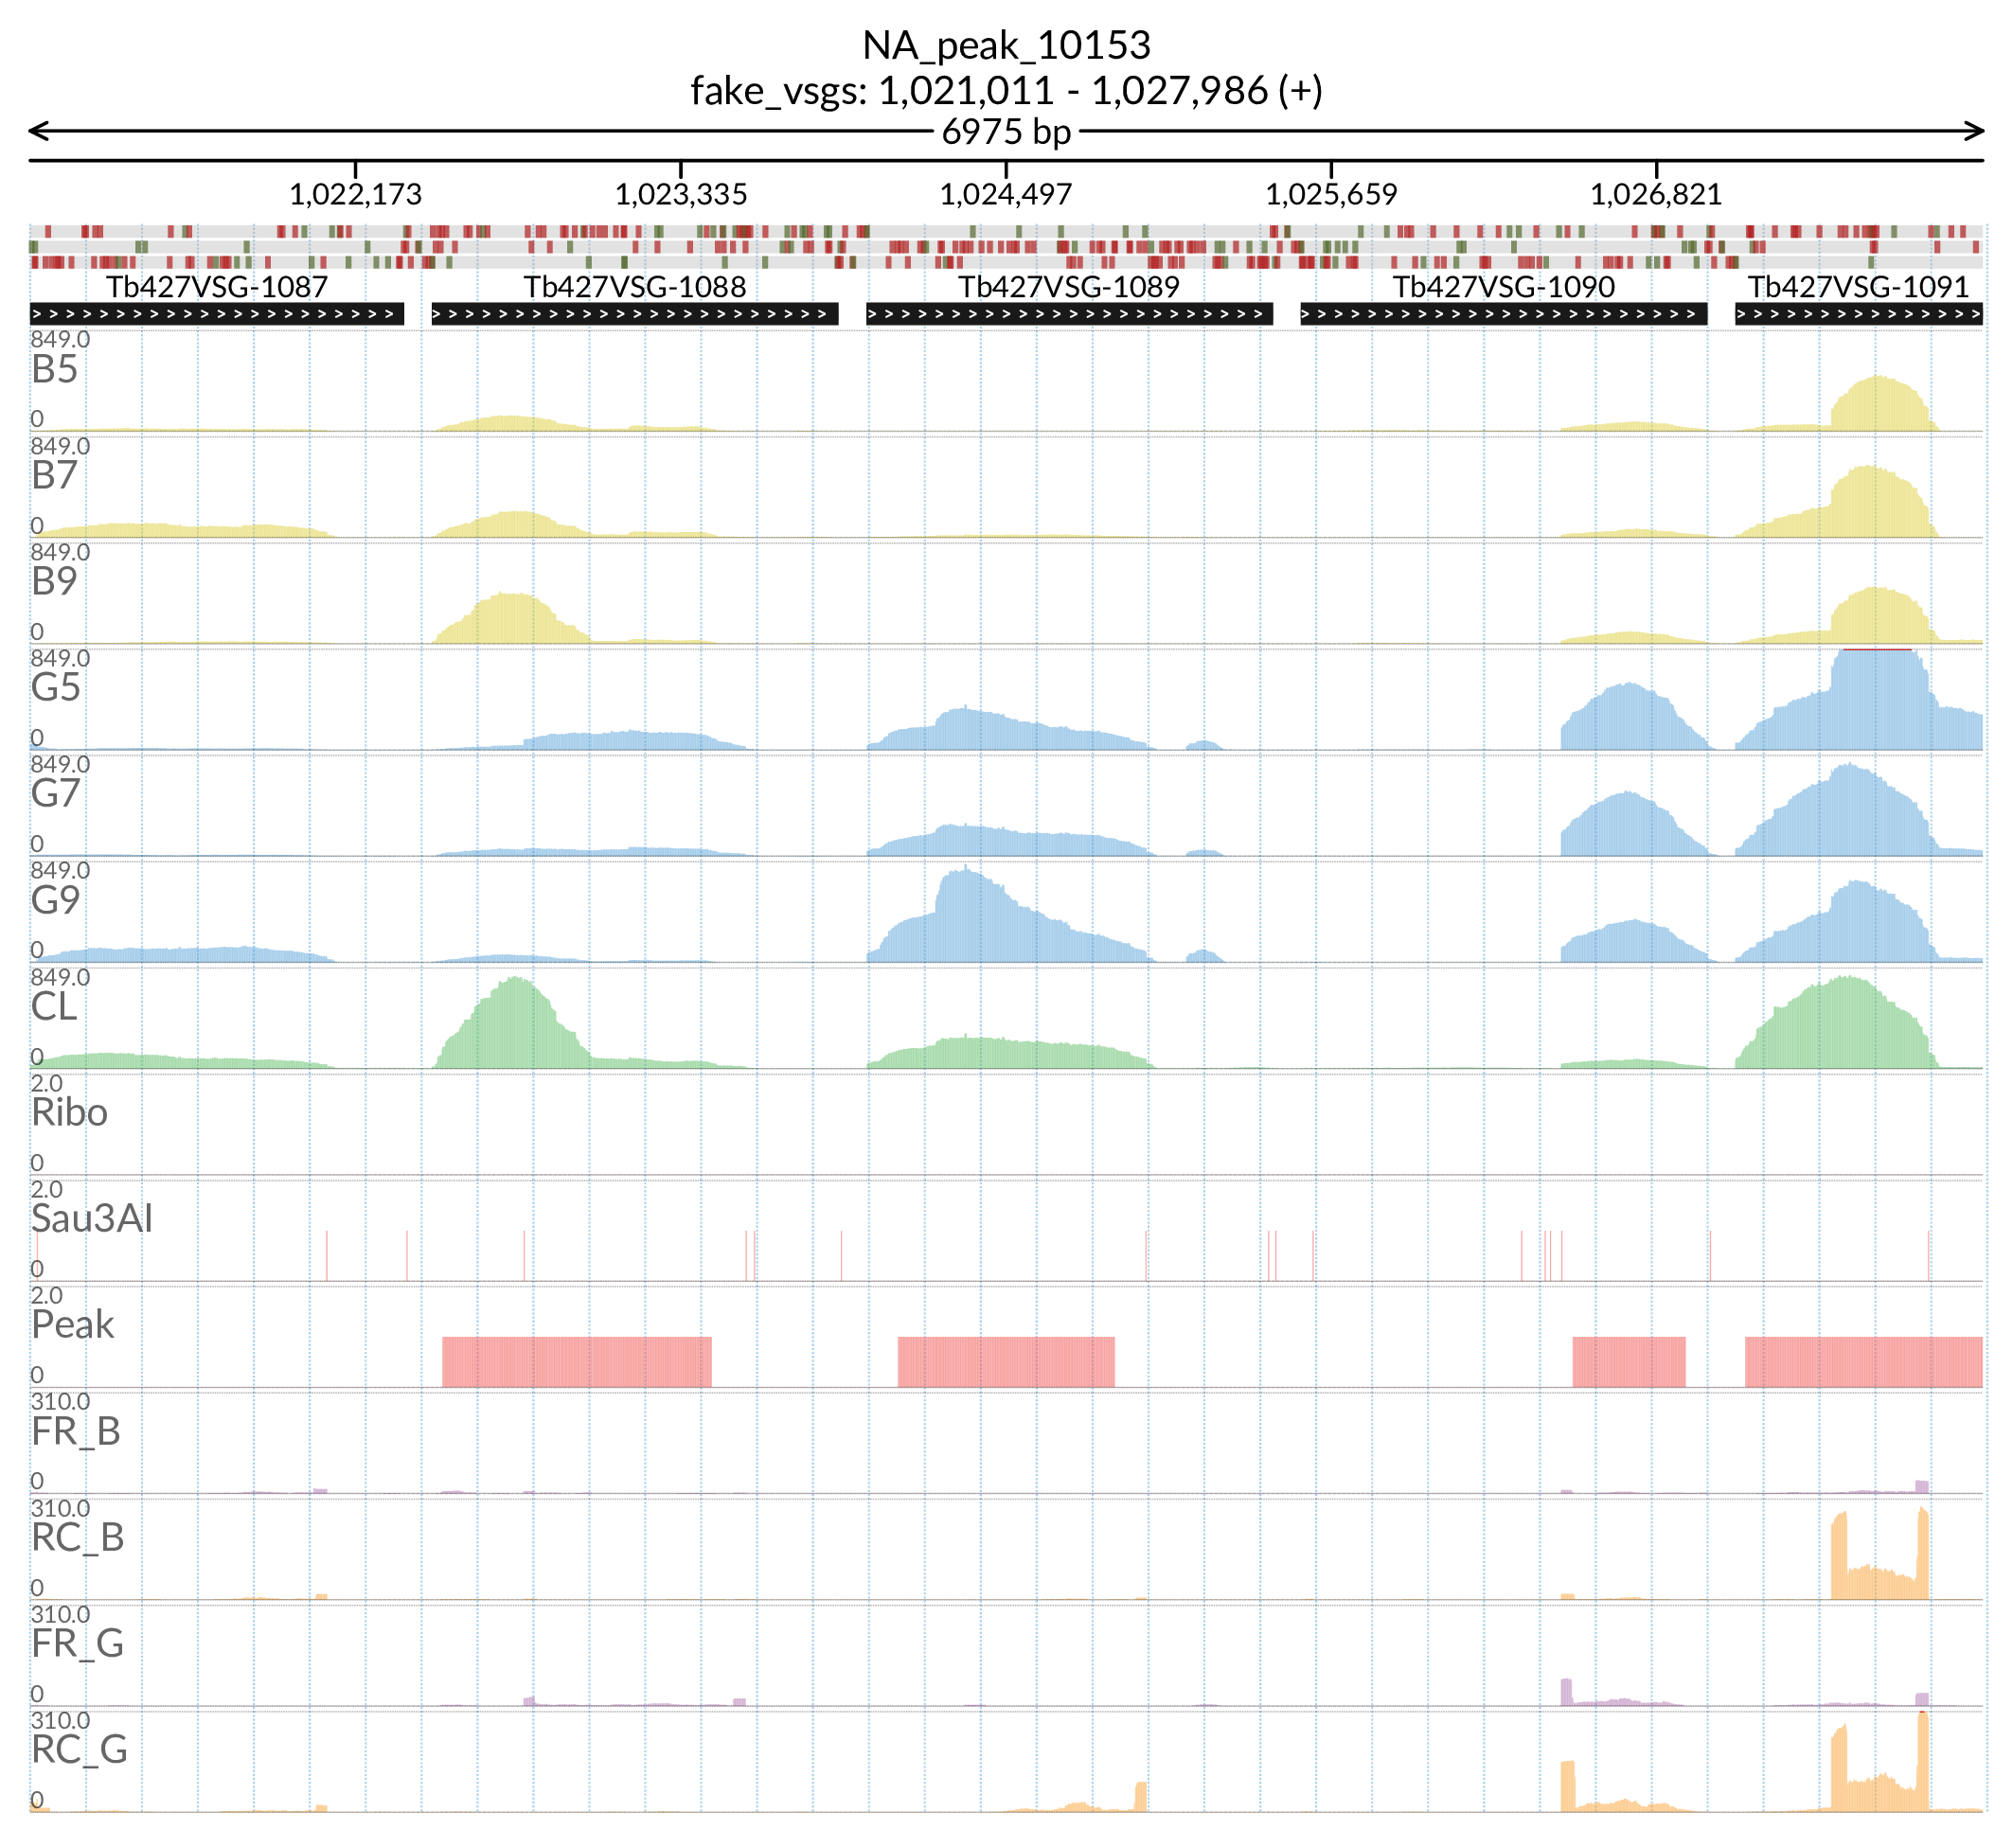 NA_peak_10153
fake_vsgs: 1,021,011 - 1,027,986 (+)
6975 bp
1,022,173 1,023,335 1,024,497 1,025,659 1,026,821
Tb427VSG-1087 Tb427VSG-1088 Tb427VSG-1089 Tb427VSG-1090 Tb427VSG-1091
849.0
B5
0
849.0
B7
0
849.0
B9
0
849.0
G5
0
849.0
G7
0
849.0
G9
0
849.0
CL
0
2.0
Ribo
0
2.0
Sau3AI
0
2.0
Peak
0
310.0
FR_B
0
310.0
RC_B
0
310.0
FR_G
0
310.0
RC_G
0